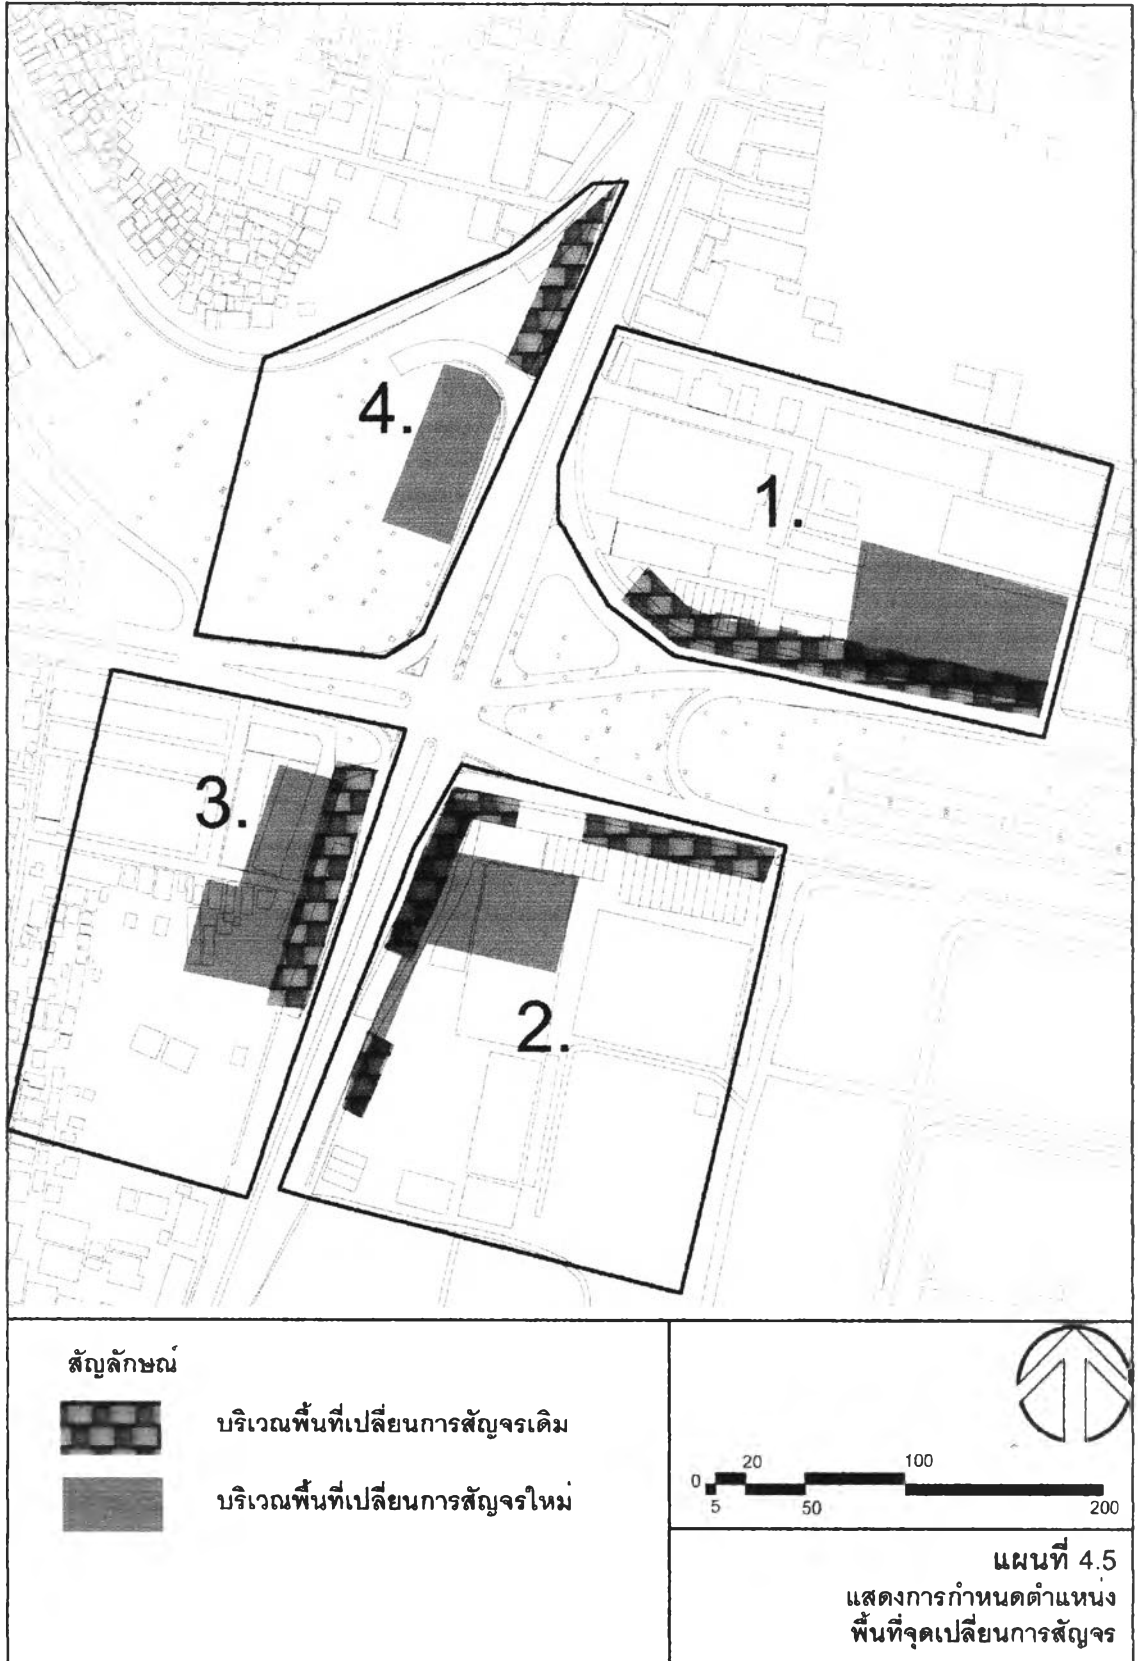 4.
1.
3.
2.
สัญลักษณ์
บริเวณพื้นที่เปลี่ยนการสัญจรเดิม
บริเวณพื้นที่เปลี่ยนการสัญจรใหม่
20 100
0
5 50 200
แผนที่ 4.5
แสดงการกำหนดตำแหน่ง
พื้นที่จุดเปลี่ยนการสัญจร